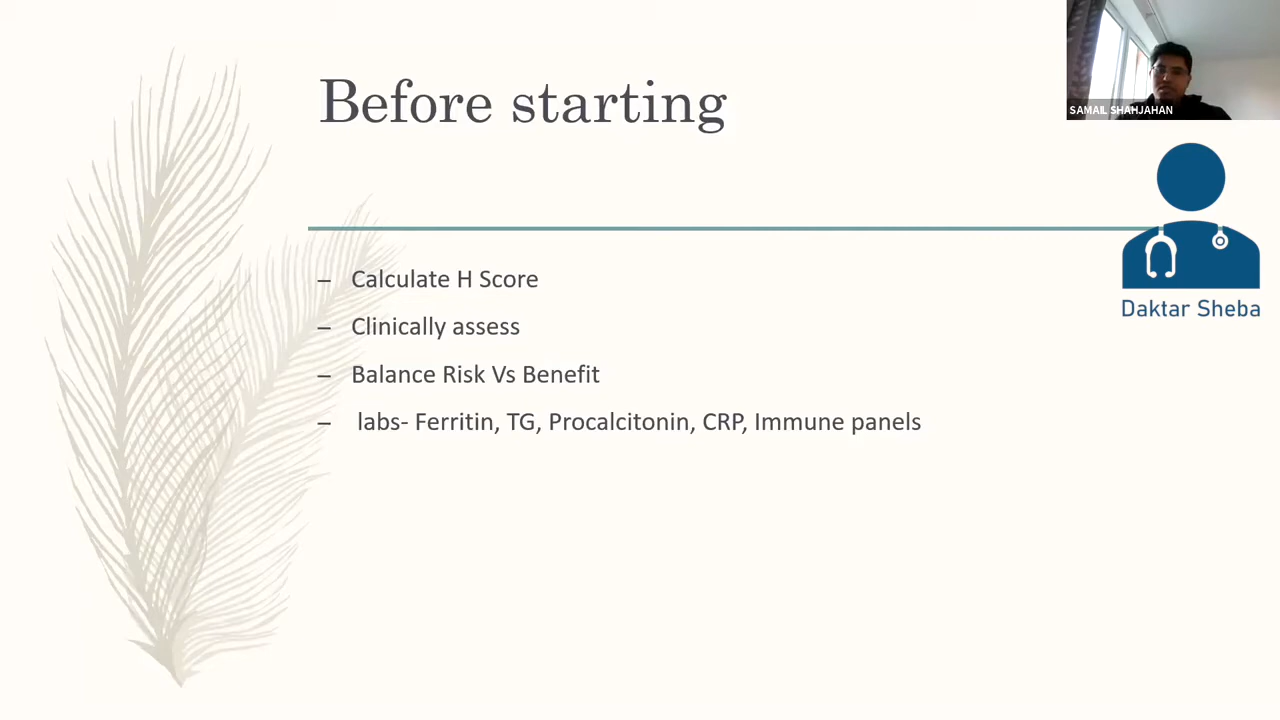 Before starting
SAMAIL SHAHJAHAN
– Calculate H Score
– Clinically assess
– Balance Risk Vs Benefit
– labs- Ferritin, TG, Procalcitonin, CRP, Immune panels
Daktar Sheba